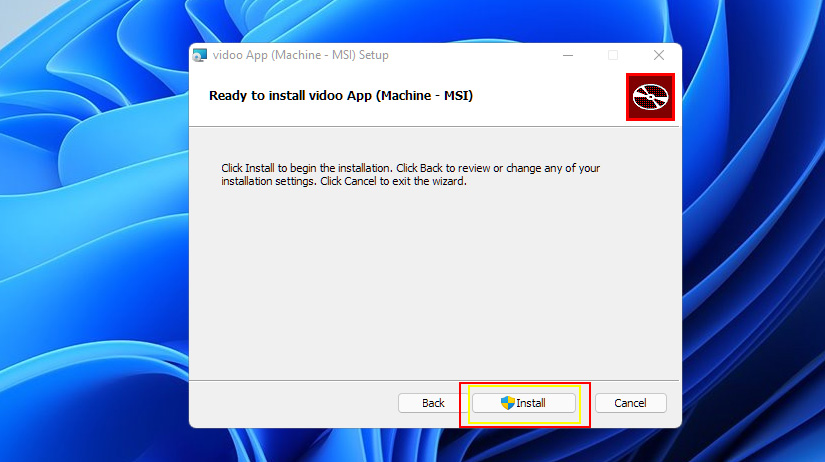 vidoo App (Machine - MSI) Setup
Ready to install vidoo App (Machine - MSI)
Click Install to begin the installation. Click Back to review or change any of your
installation settings. Click Cancel to exit the wizard.
Back Install Cancel